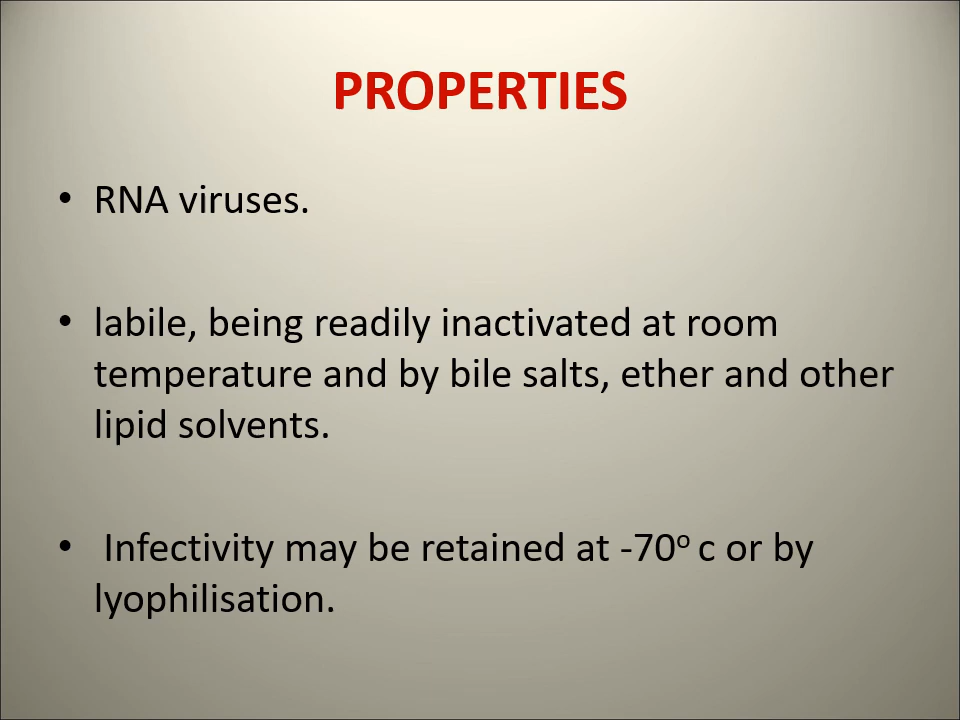 PROPERTIES
• RNA viruses.
• labile, being readily inactivated at room
temperature and by bile salts, ether and other
lipid solvents.
• Infectivity may be retained at -70º c or by
lyophilisation.